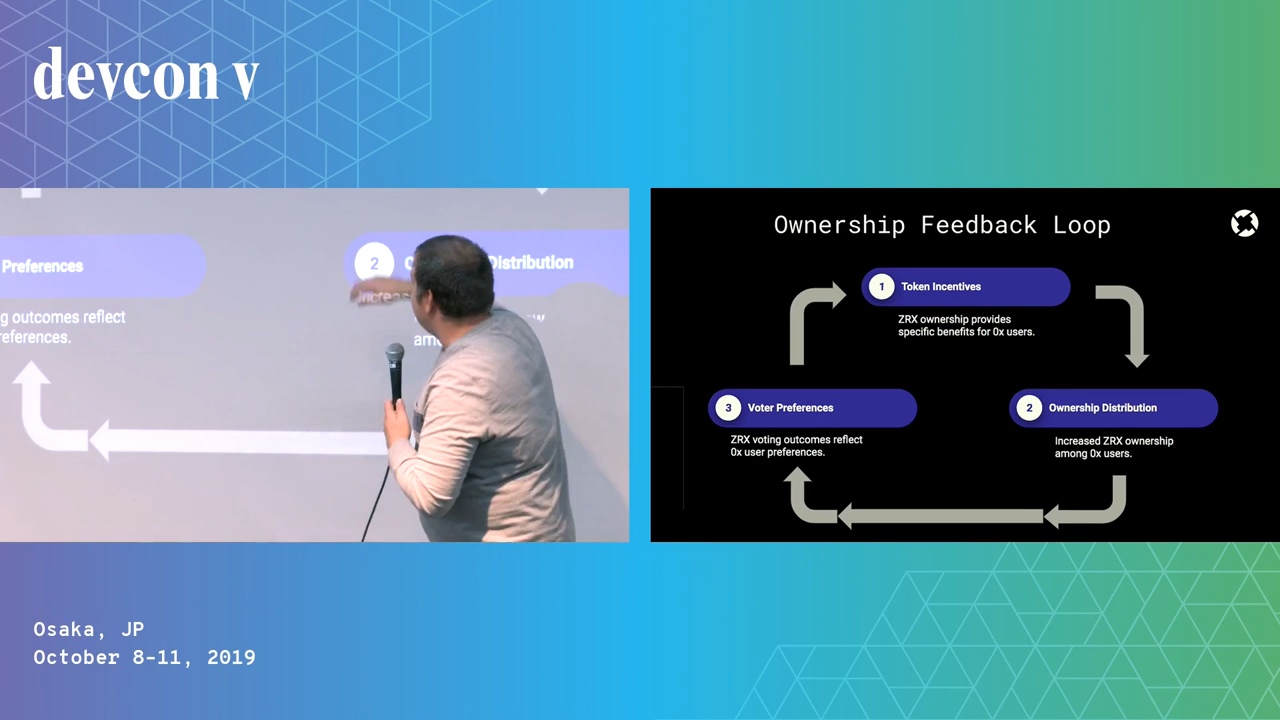 devcon v
Preferences
g outcomes reflect
references.
2
Distribution
Ownership Feedback Loop
1 Token Incentives
ZRX ownership provides
specific benefits for 0x users.
3 Voter Preferences
ZRX voting outcomes reflect
0x user preferences.
2 Ownership Distribution
Increased ZRX ownership
among 0x users.
Osaka, JP
October 8-11, 2019